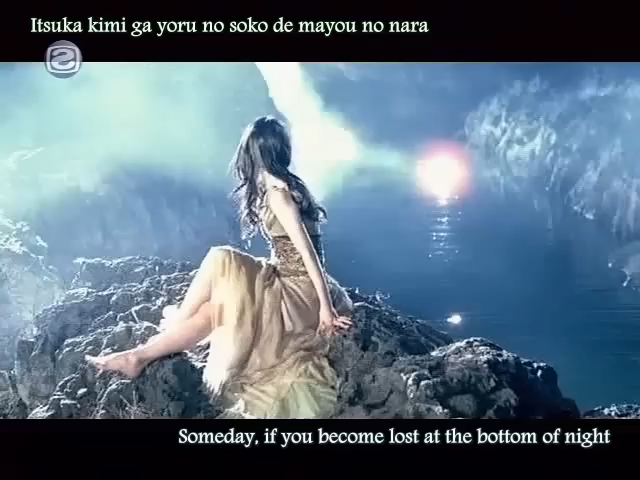 Itsuka kimi ga yoru no soko de mayou no nara
Someday, if you become lost at the bottom of night